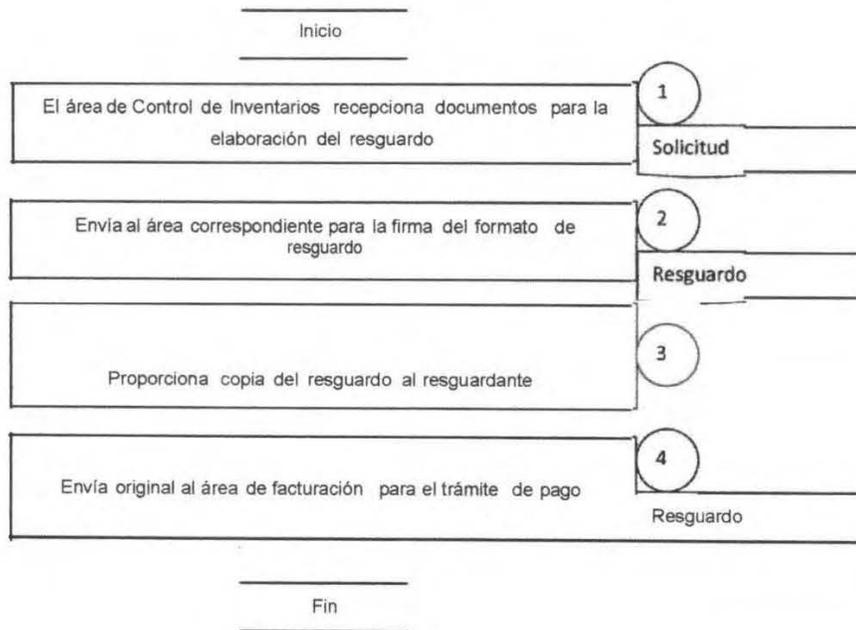 Inicio
El área de Control de Inventarios recepciona documentos para la
elaboración del resguardo
1
Solicitud
Envía al área correspondiente para la firma del formato de
resguardo
2
Resguardo
3
Proporciona copia del resguardo al resguardante
4
Envía original al área de facturación para el trámite de pago
Resguardo
Fin